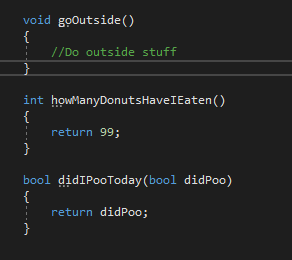 void goOutside()
{
    //Do outside stuff
}

int howManyDonutsHaveIEaten()
{
    return 99;
}

bool didIPooToday(bool didPoo)
{
    return didPoo;
}